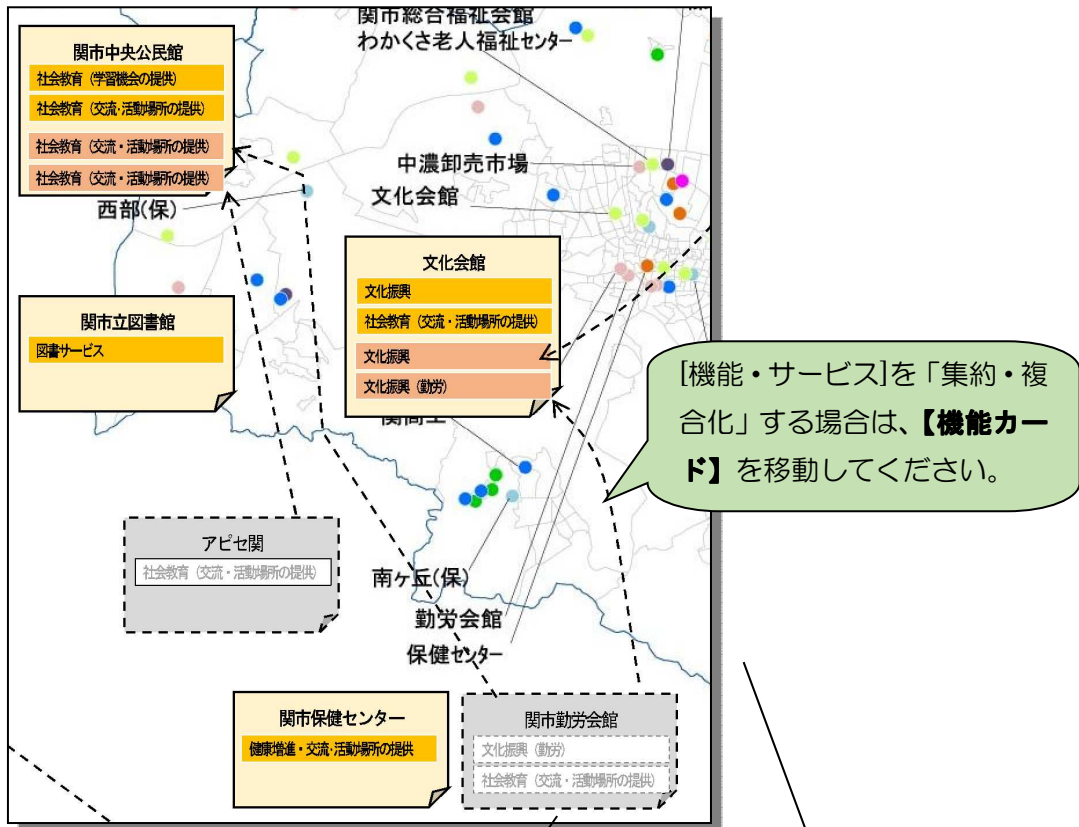 関市総合福祉会館
わかくさ老人福祉センター
関市中央公民館
社会教育（学習機会の提供）
社会教育（交流・活動場所の提供）
社会教育（交流・活動場所の提供）
社会教育（交流・活動場所の提供）
西部(保)
中濃卸売市場
文化会館
文化会館
文化振興
社会教育（交流・活動場所の提供）
文化振興
文化振興（勤労）
関市立図書館
図書サービス
[機能・サービス]を「集約・複
合化」する場合は、【機能カー
ド】を移動してください。
アピセ関
社会教育（交流・活動場所の提供）
南ヶ丘(保)
勤労会館
保健センター
関市保健センター
健康増進・交流・活動場所の提供
関市勤労会館
文化振興（勤労）
社会教育（交流・活動場所の提供）